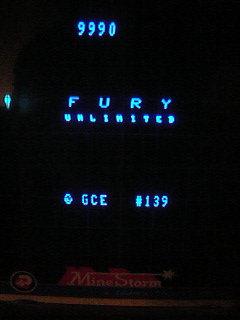 9990
FURY
UNLIMITED
© GCE #139
MineStorm